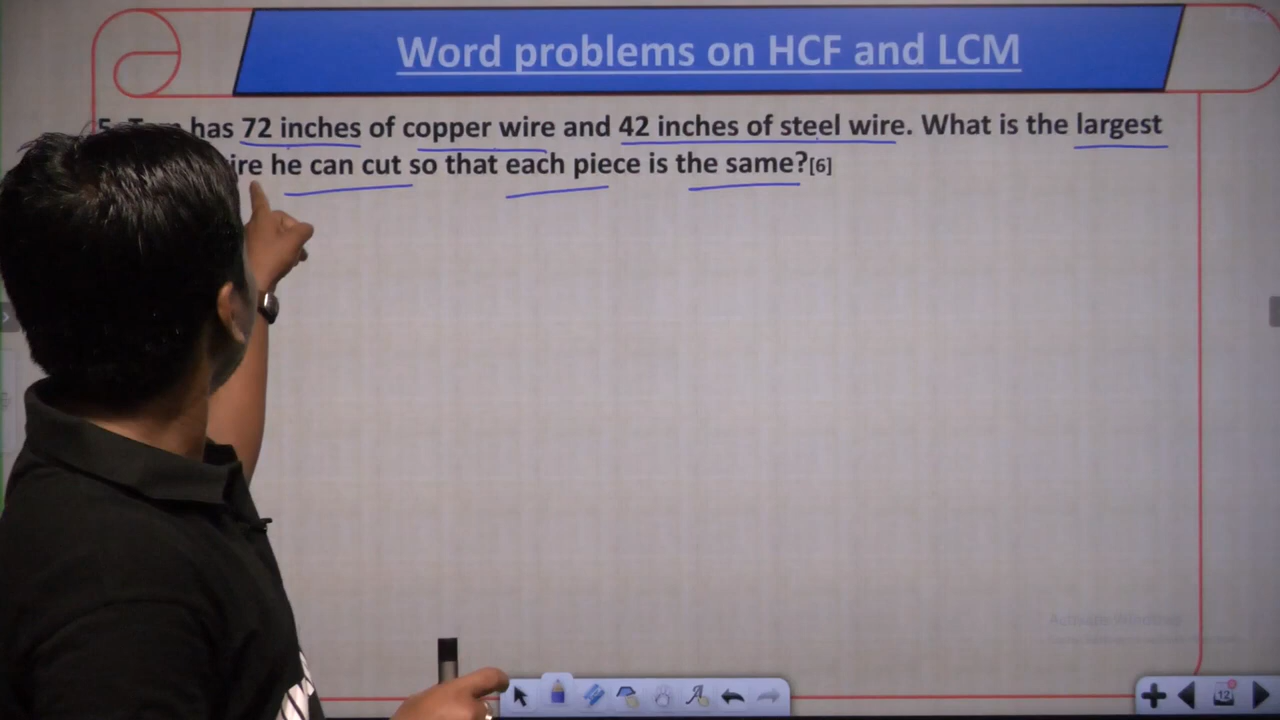 Word problems on HCF and LCM
has 72 inches of copper wire and 42 inches of steel wire. What is the largest
he can cut so that each piece is the same?[6]
12